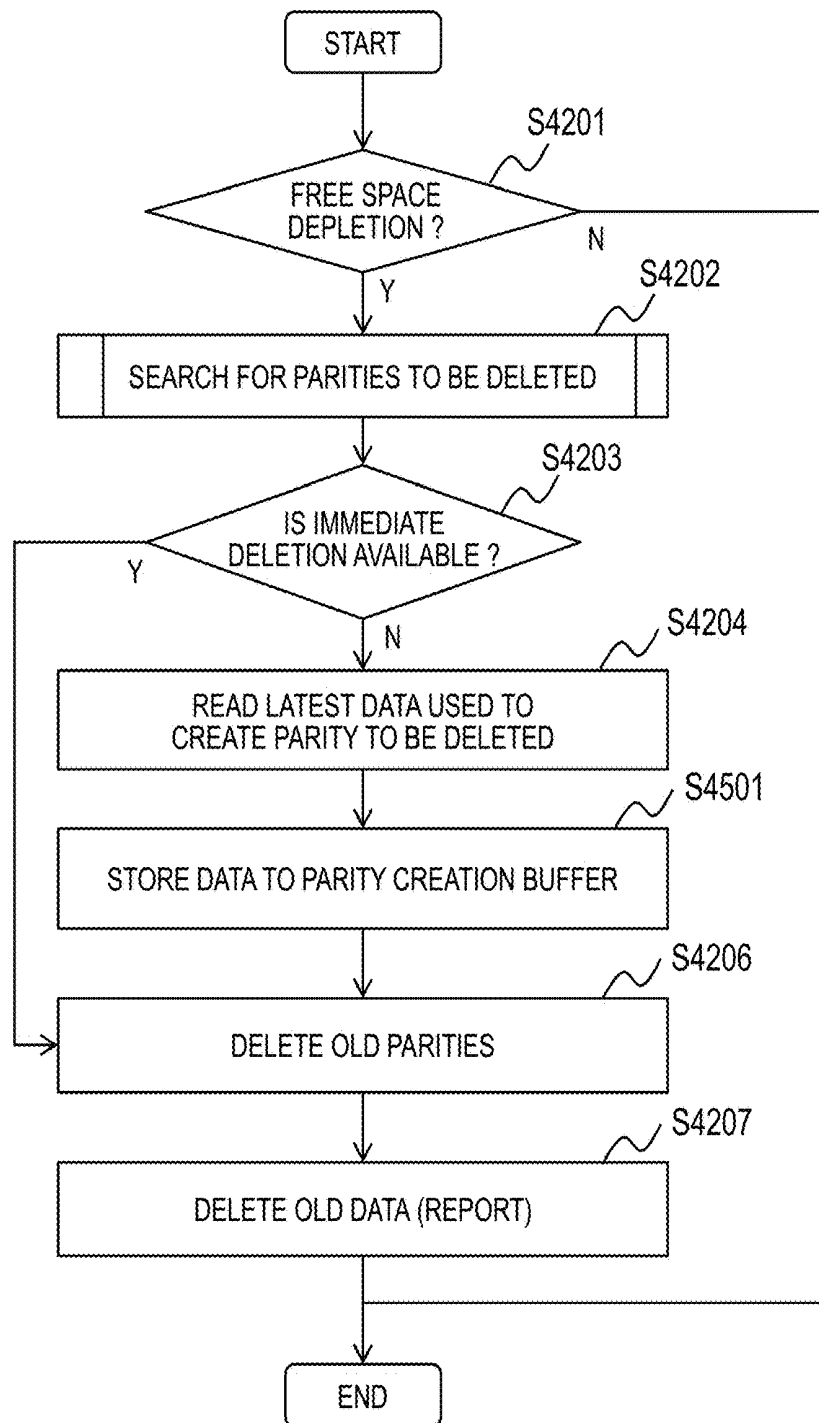 START
S4201
FREE SPACE
DEPLETION ?
N
Y
S4202
SEARCH FOR PARITIES TO BE DELETED
S4203
IS IMMEDIATE
DELETION AVAILABLE ?
Y
N
S4204
READ LATEST DATA USED TO
CREATE PARITY TO BE DELETED
S4501
STORE DATA TO PARITY CREATION BUFFER
S4206
DELETE OLD PARITIES
S4207
DELETE OLD DATA (REPORT)
END